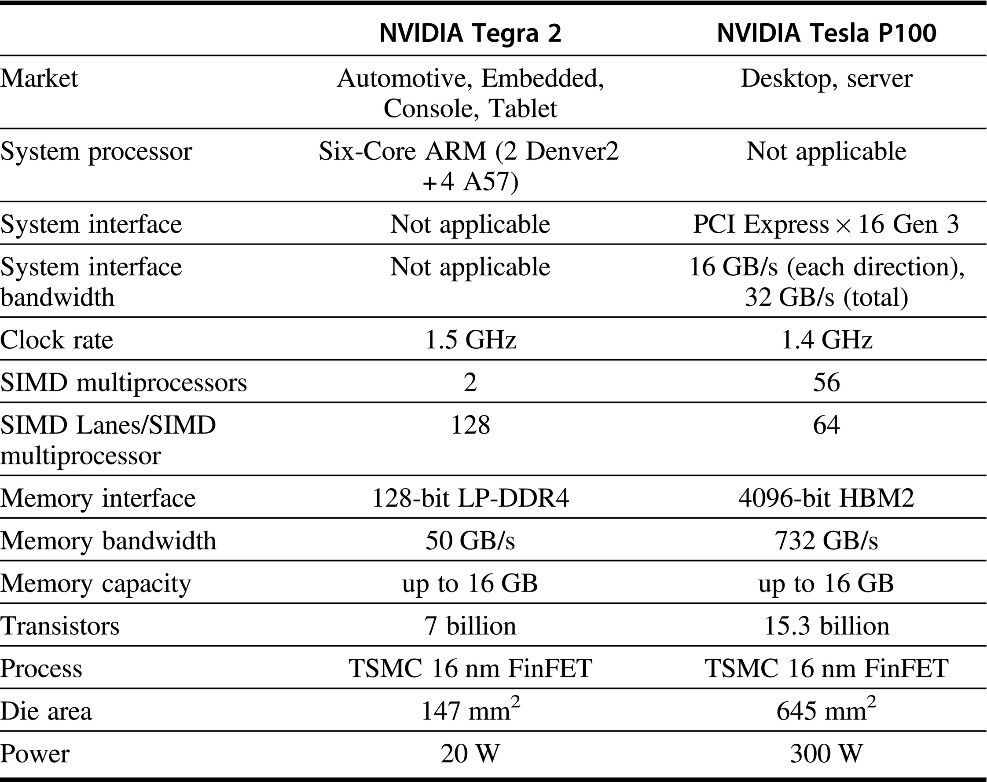 NVIDIA Tegra 2 NVIDIA Tesla P100
Market Automotive, Embedded, Desktop, server
Console, Tablet
System processor Six-Core ARM (2 Denver2 Not applicable
+4 A57)
System interface Not applicable PCI Express × 16 Gen 3
System interface Not applicable 16 GB/s (each direction),
bandwidth 32 GB/s (total)
Clock rate 1.5 GHz 1.4 GHz
SIMD multiprocessors 2 56
SIMD Lanes/SIMD 128 64
multiprocessor
Memory interface 128-bit LP-DDR4 4096-bit HBM2
Memory bandwidth 50 GB/s 732 GB/s
Memory capacity up to 16 GB up to 16 GB
Transistors 7 billion 15.3 billion
Process TSMC 16 nm FinFET TSMC 16 nm FinFET
Die area 147 mm² 645 mm²
Power 20 W 300 W